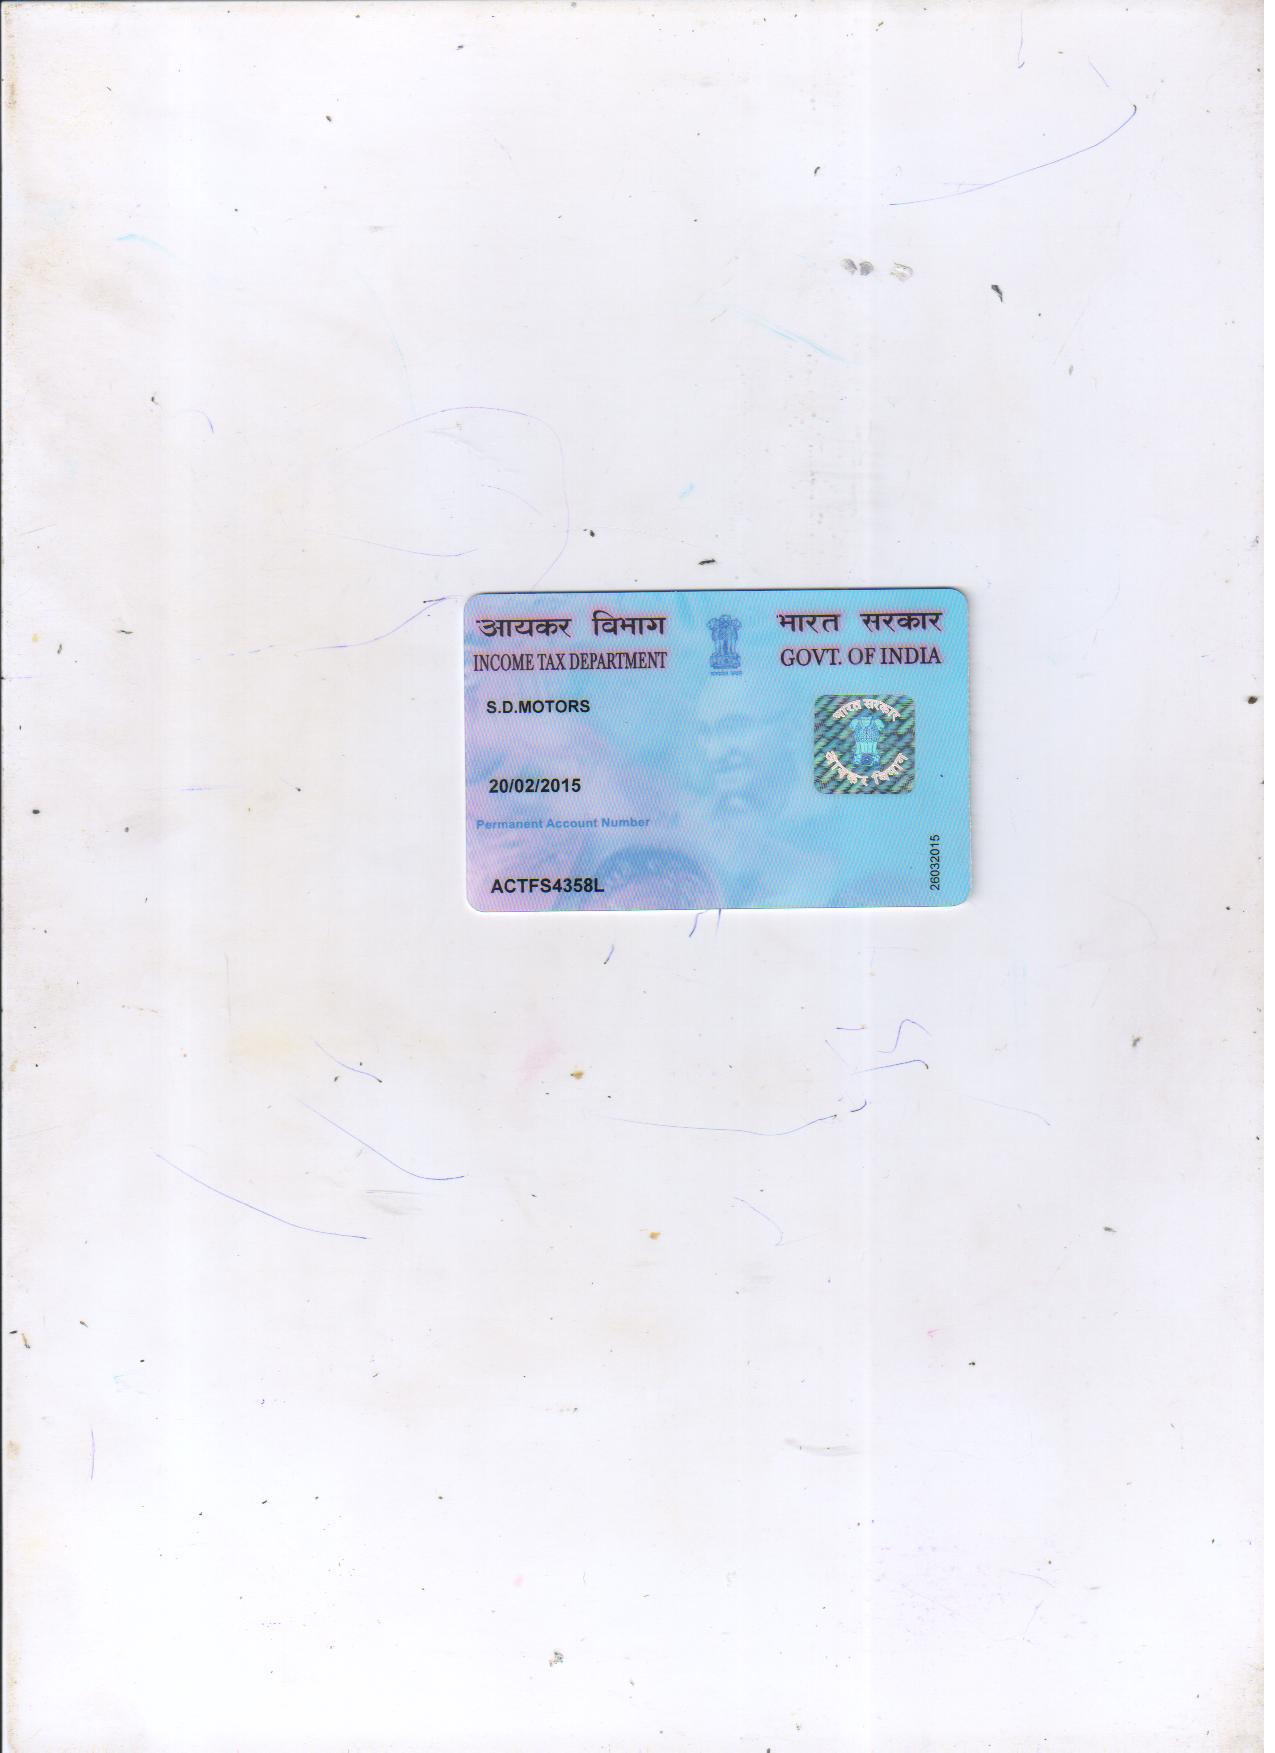 आयकर विभाग
INCOME TAX DEPARTMENT
भारत सरकार
GOVT. OF INDIA
S.D.MOTORS
भारत सरकार
आयकर विभाग
20/02/2015
Permanent Account Number
ACTFS4358L
26032015